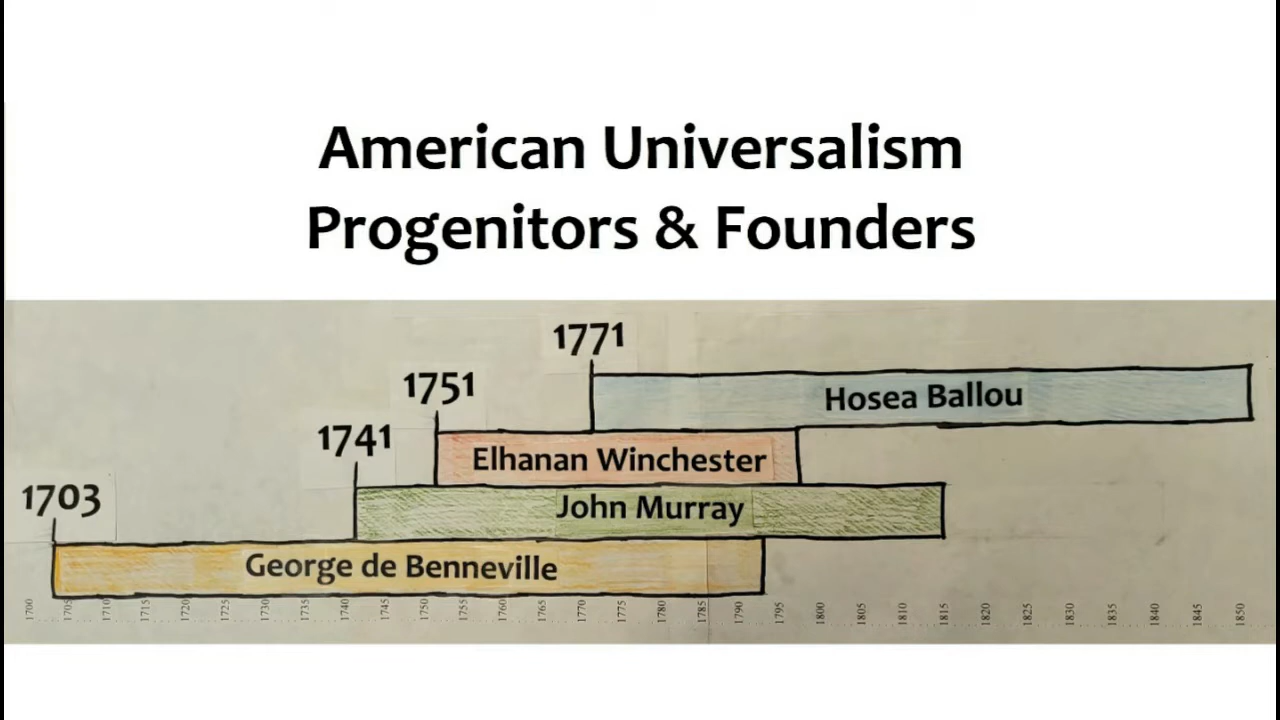 American Universalism
Progenitors & Founders
1771
Hosea Ballou
1751
Elhanan Winchester
1741
John Murray
1703
George de Benneville
1700 1705 1710 1715 1720 1725 1730 1735 1740 1745 1750 1755 1760 1765 1770 1775 1780 1785 1790 1795 1800 1805 1810 1815 1820 1825 1830 1835 1840 1845 1850